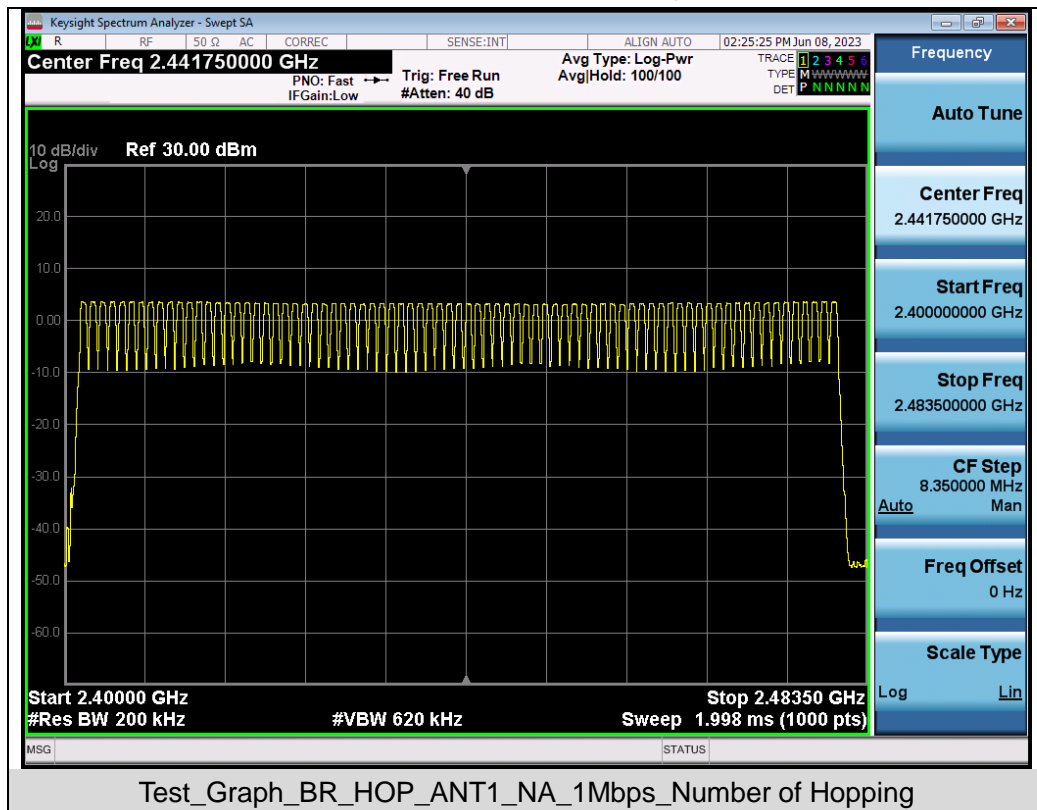 Keysight Spectrum Analyzer - Swept SA
LXI R RF 50 Ω AC CORREC SENSE:INT ALIGN AUTO 02:25:25 PM Jun 08, 2023
Center Freq 2.441750000 GHz
PNO: Fast
IFGain:Low
Trig: Free Run
#Atten: 40 dB
Avg Type: Log-Pwr
Avg|Hold: 100/100
TRACE 1 2 3 4 5 6
TYPE M WWWWW
DET P N N N N N
Frequency
Auto Tune
Center Freq
2.441750000 GHz
Start Freq
2.400000000 GHz
Stop Freq
2.483500000 GHz
CF Step
8.350000 MHz
Auto Man
Freq Offset
0 Hz
Scale Type
Log Lin
10 dB/div Ref 30.00 dBm
Log
20.0
10.0
0.00
-10.0
-20.0
-30.0
-40.0
-50.0
-60.0
Start 2.40000 GHz Stop 2.48350 GHz
#Res BW 200 kHz #VBW 620 kHz Sweep 1.998 ms (1000 pts)
MSG STATUS
Test_Graph_BR_HOP_ANT1_NA_1Mbps_Number of Hopping